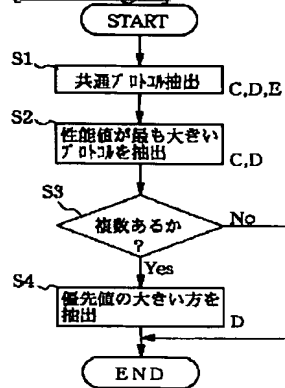 START
S1
共通プロトコル抽出
C,D,E
S2
性能値が最も大きい
プロトコルを抽出
C,D
S3
複数あるか
?
No
Yes
S4
優先値の大きい方を
抽出
D
END